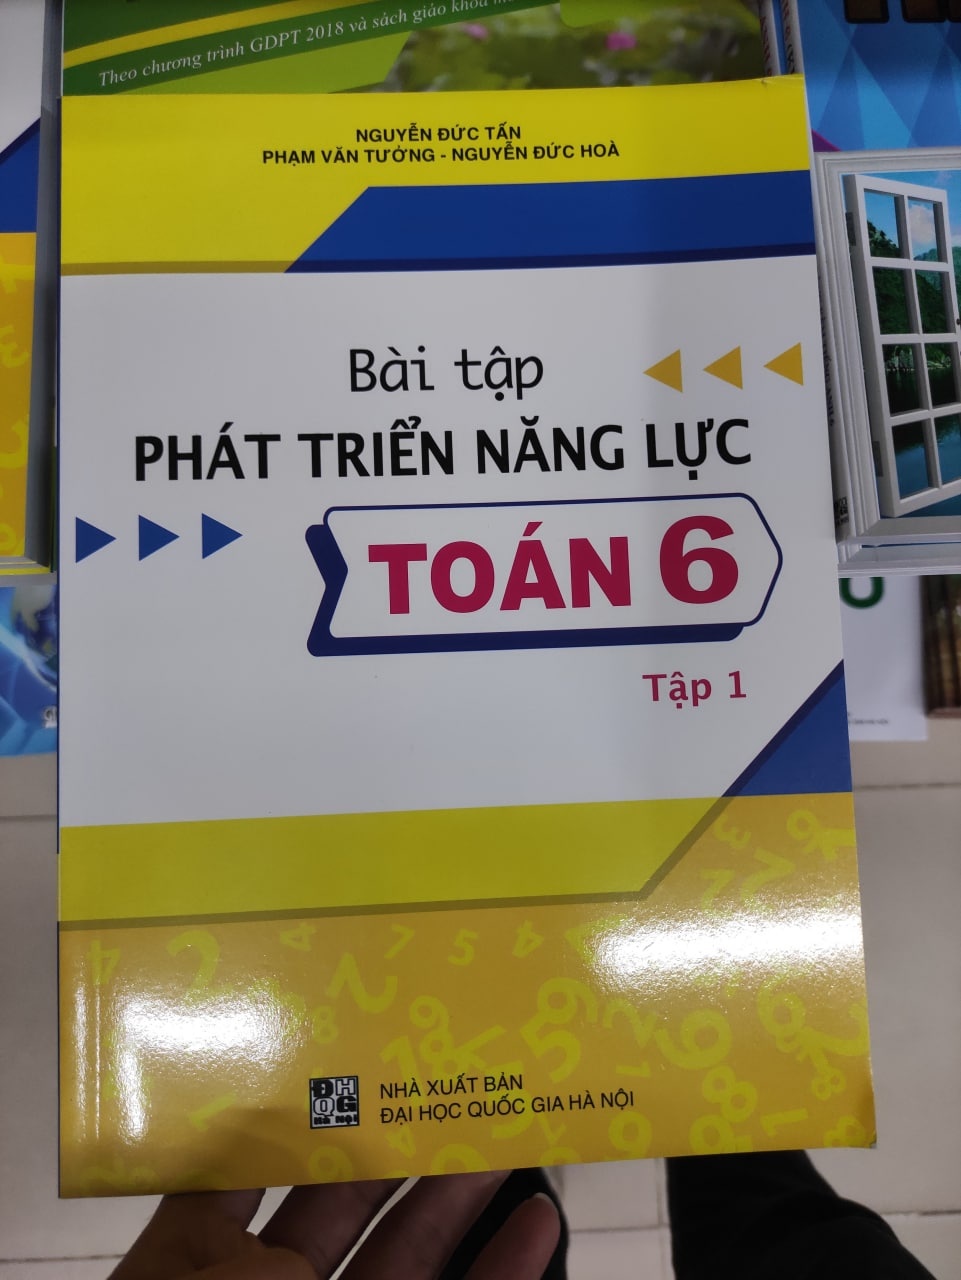 Theo chương trình GDPT 2018 và sách giáo khoa
NGUYỄN ĐỨC TẤN
PHẠM VĂN TƯỞNG - NGUYỄN ĐỨC HOÀ
Bài tập
PHÁT TRIỂN NĂNG LỰC
TOÁN 6
Tập 1
ĐH
QG
HÀ NỘI
NHÀ XUẤT BẢN
ĐẠI HỌC QUỐC GIA HÀ NỘI